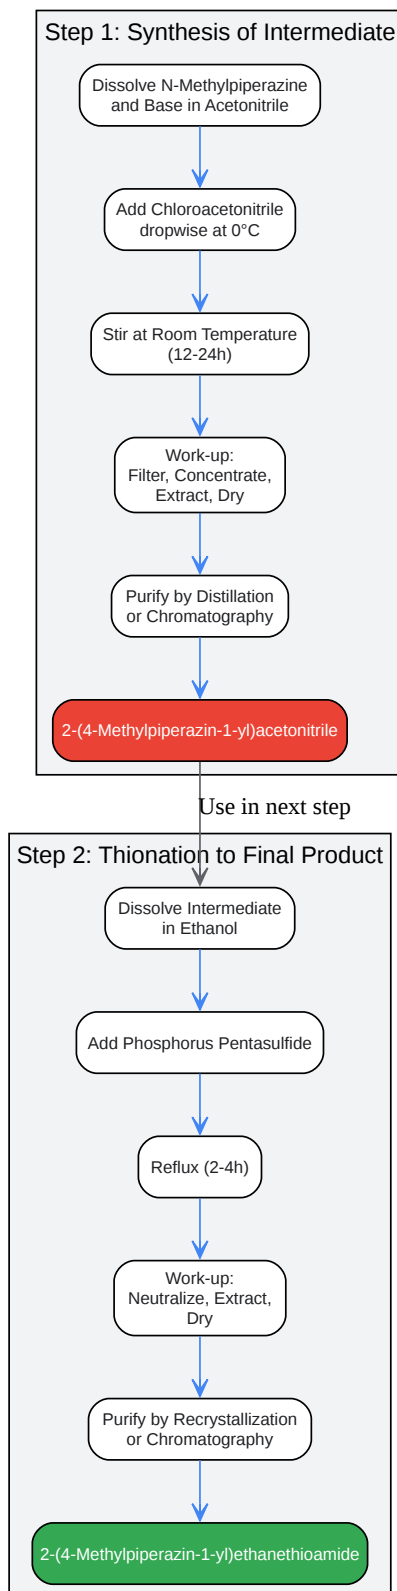 Step 1: Synthesis of Intermediate
Dissolve N-Methylpiperazine
and Base in Acetonitrile
Add Chloroacetonitrile
dropwise at 0°C
Stir at Room Temperature
(12-24h)
Work-up:
Filter, Concentrate,
Extract, Dry
Purify by Distillation
or Chromatography
2-(4-Methylpiperazin-1-yl)acetonitrile
Use in next step
Step 2: Thionation to Final Product
Dissolve Intermediate
in Ethanol
Add Phosphorus Pentasulfide
Reflux (2-4h)
Work-up:
Neutralize, Extract,
Dry
Purify by Recrystallization
or Chromatography
2-(4-Methylpiperazin-1-yl)ethanethioamide